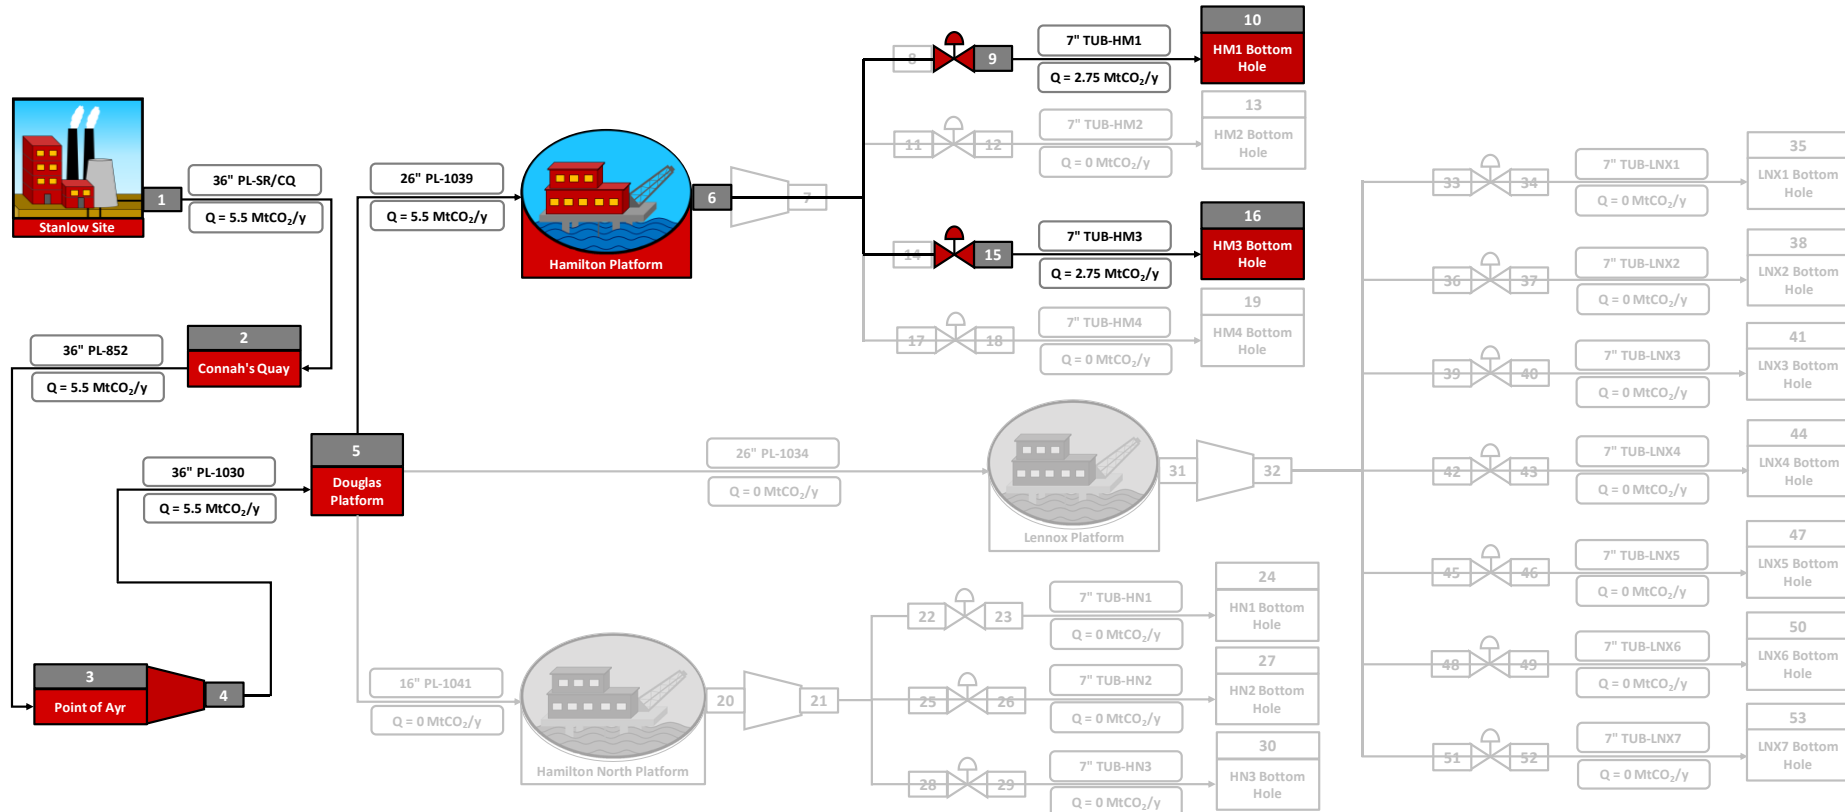 1
Stanlow Site
36" PL-SR/CQ
Q = 5.5 MtCO₂/y
2
Connah's Quay
36" PL-852
Q = 5.5 MtCO₂/y
3
Point of Ayr
4
36" PL-1030
Q = 5.5 MtCO₂/y
5
Douglas
Platform
26" PL-1039
Q = 5.5 MtCO₂/y
Hamilton Platform
6
7
8
9
7" TUB-HM1
Q = 2.75 MtCO₂/y
10
HM1 Bottom
Hole
11
12
7" TUB-HM2
Q = 0 MtCO₂/y
13
HM2 Bottom
Hole
14
15
7" TUB-HM3
Q = 2.75 MtCO₂/y
16
HM3 Bottom
Hole
17
18
7" TUB-HM4
Q = 0 MtCO₂/y
19
HM4 Bottom
Hole
26" PL-1034
Q = 0 MtCO₂/y
Lennox Platform
31
32
16" PL-1041
Q = 0 MtCO₂/y
Hamilton North Platform
20
21
22
23
7" TUB-HN1
Q = 0 MtCO₂/y
24
HN1 Bottom
Hole
25
26
7" TUB-HN2
Q = 0 MtCO₂/y
27
HN2 Bottom
Hole
28
29
7" TUB-HN3
Q = 0 MtCO₂/y
30
HN3 Bottom
Hole
33
34
7" TUB-LNX1
Q = 0 MtCO₂/y
35
LNX1 Bottom
Hole
36
37
7" TUB-LNX2
Q = 0 MtCO₂/y
38
LNX2 Bottom
Hole
39
40
7" TUB-LNX3
Q = 0 MtCO₂/y
41
LNX3 Bottom
Hole
42
43
7" TUB-LNX4
Q = 0 MtCO₂/y
44
LNX4 Bottom
Hole
45
46
7" TUB-LNX5
Q = 0 MtCO₂/y
47
LNX5 Bottom
Hole
48
49
7" TUB-LNX6
Q = 0 MtCO₂/y
50
LNX6 Bottom
Hole
51
52
7" TUB-LNX7
Q = 0 MtCO₂/y
53
LNX7 Bottom
Hole